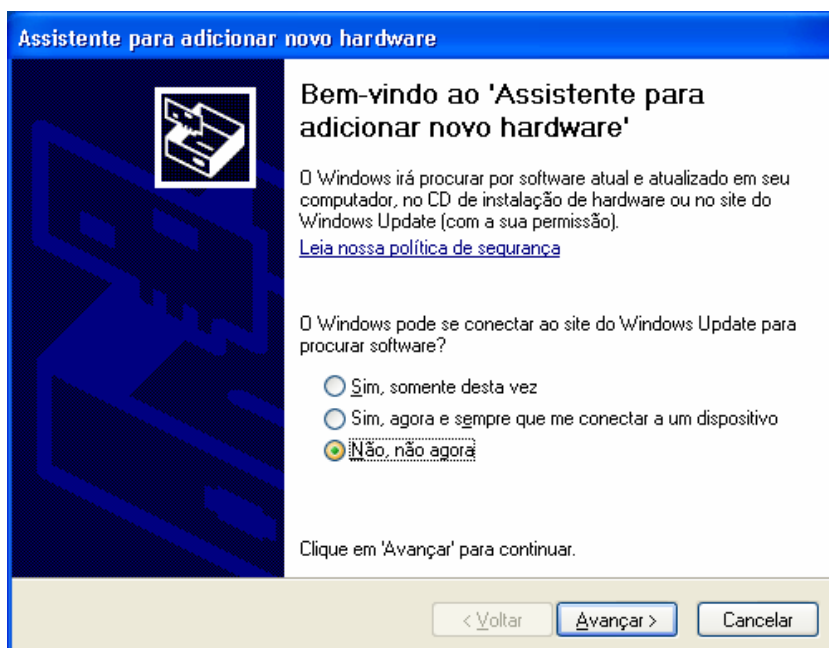 Assistente para adicionar novo hardware
Bem-vindo ao 'Assistente para
adicionar novo hardware'
O Windows irá procurar por software atual e atualizado em seu
computador, no CD de instalação de hardware ou no site do
Windows Update (com a sua permissão).
Leia nossa política de segurança
O Windows pode se conectar ao site do Windows Update para
procurar software?
Sim, somente desta vez
Sim, agora e sempre que me conectar a um dispositivo
Não, não agora
Clique em 'Avançar' para continuar.
< Voltar Avançar > Cancelar